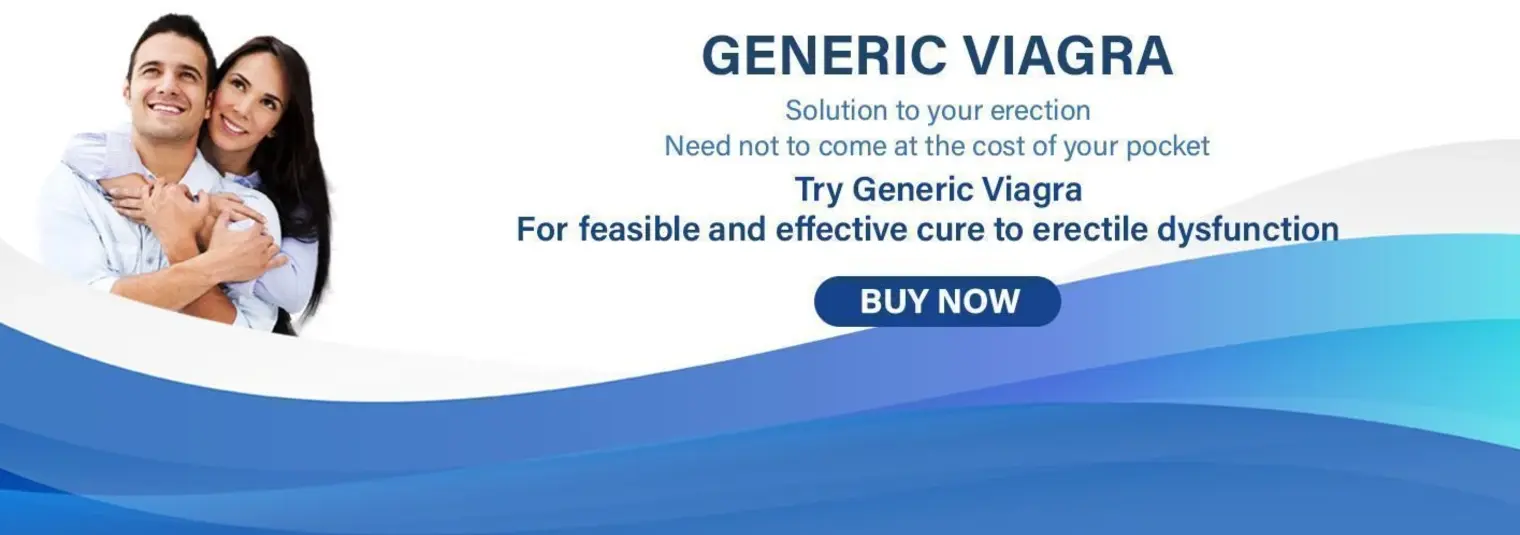 GENERIC VIAGRA
Solution to your erection
Need not to come at the cost of your pocket
Try Generic Viagra
For feasible and effective cure to erectile dysfunction
BUY NOW